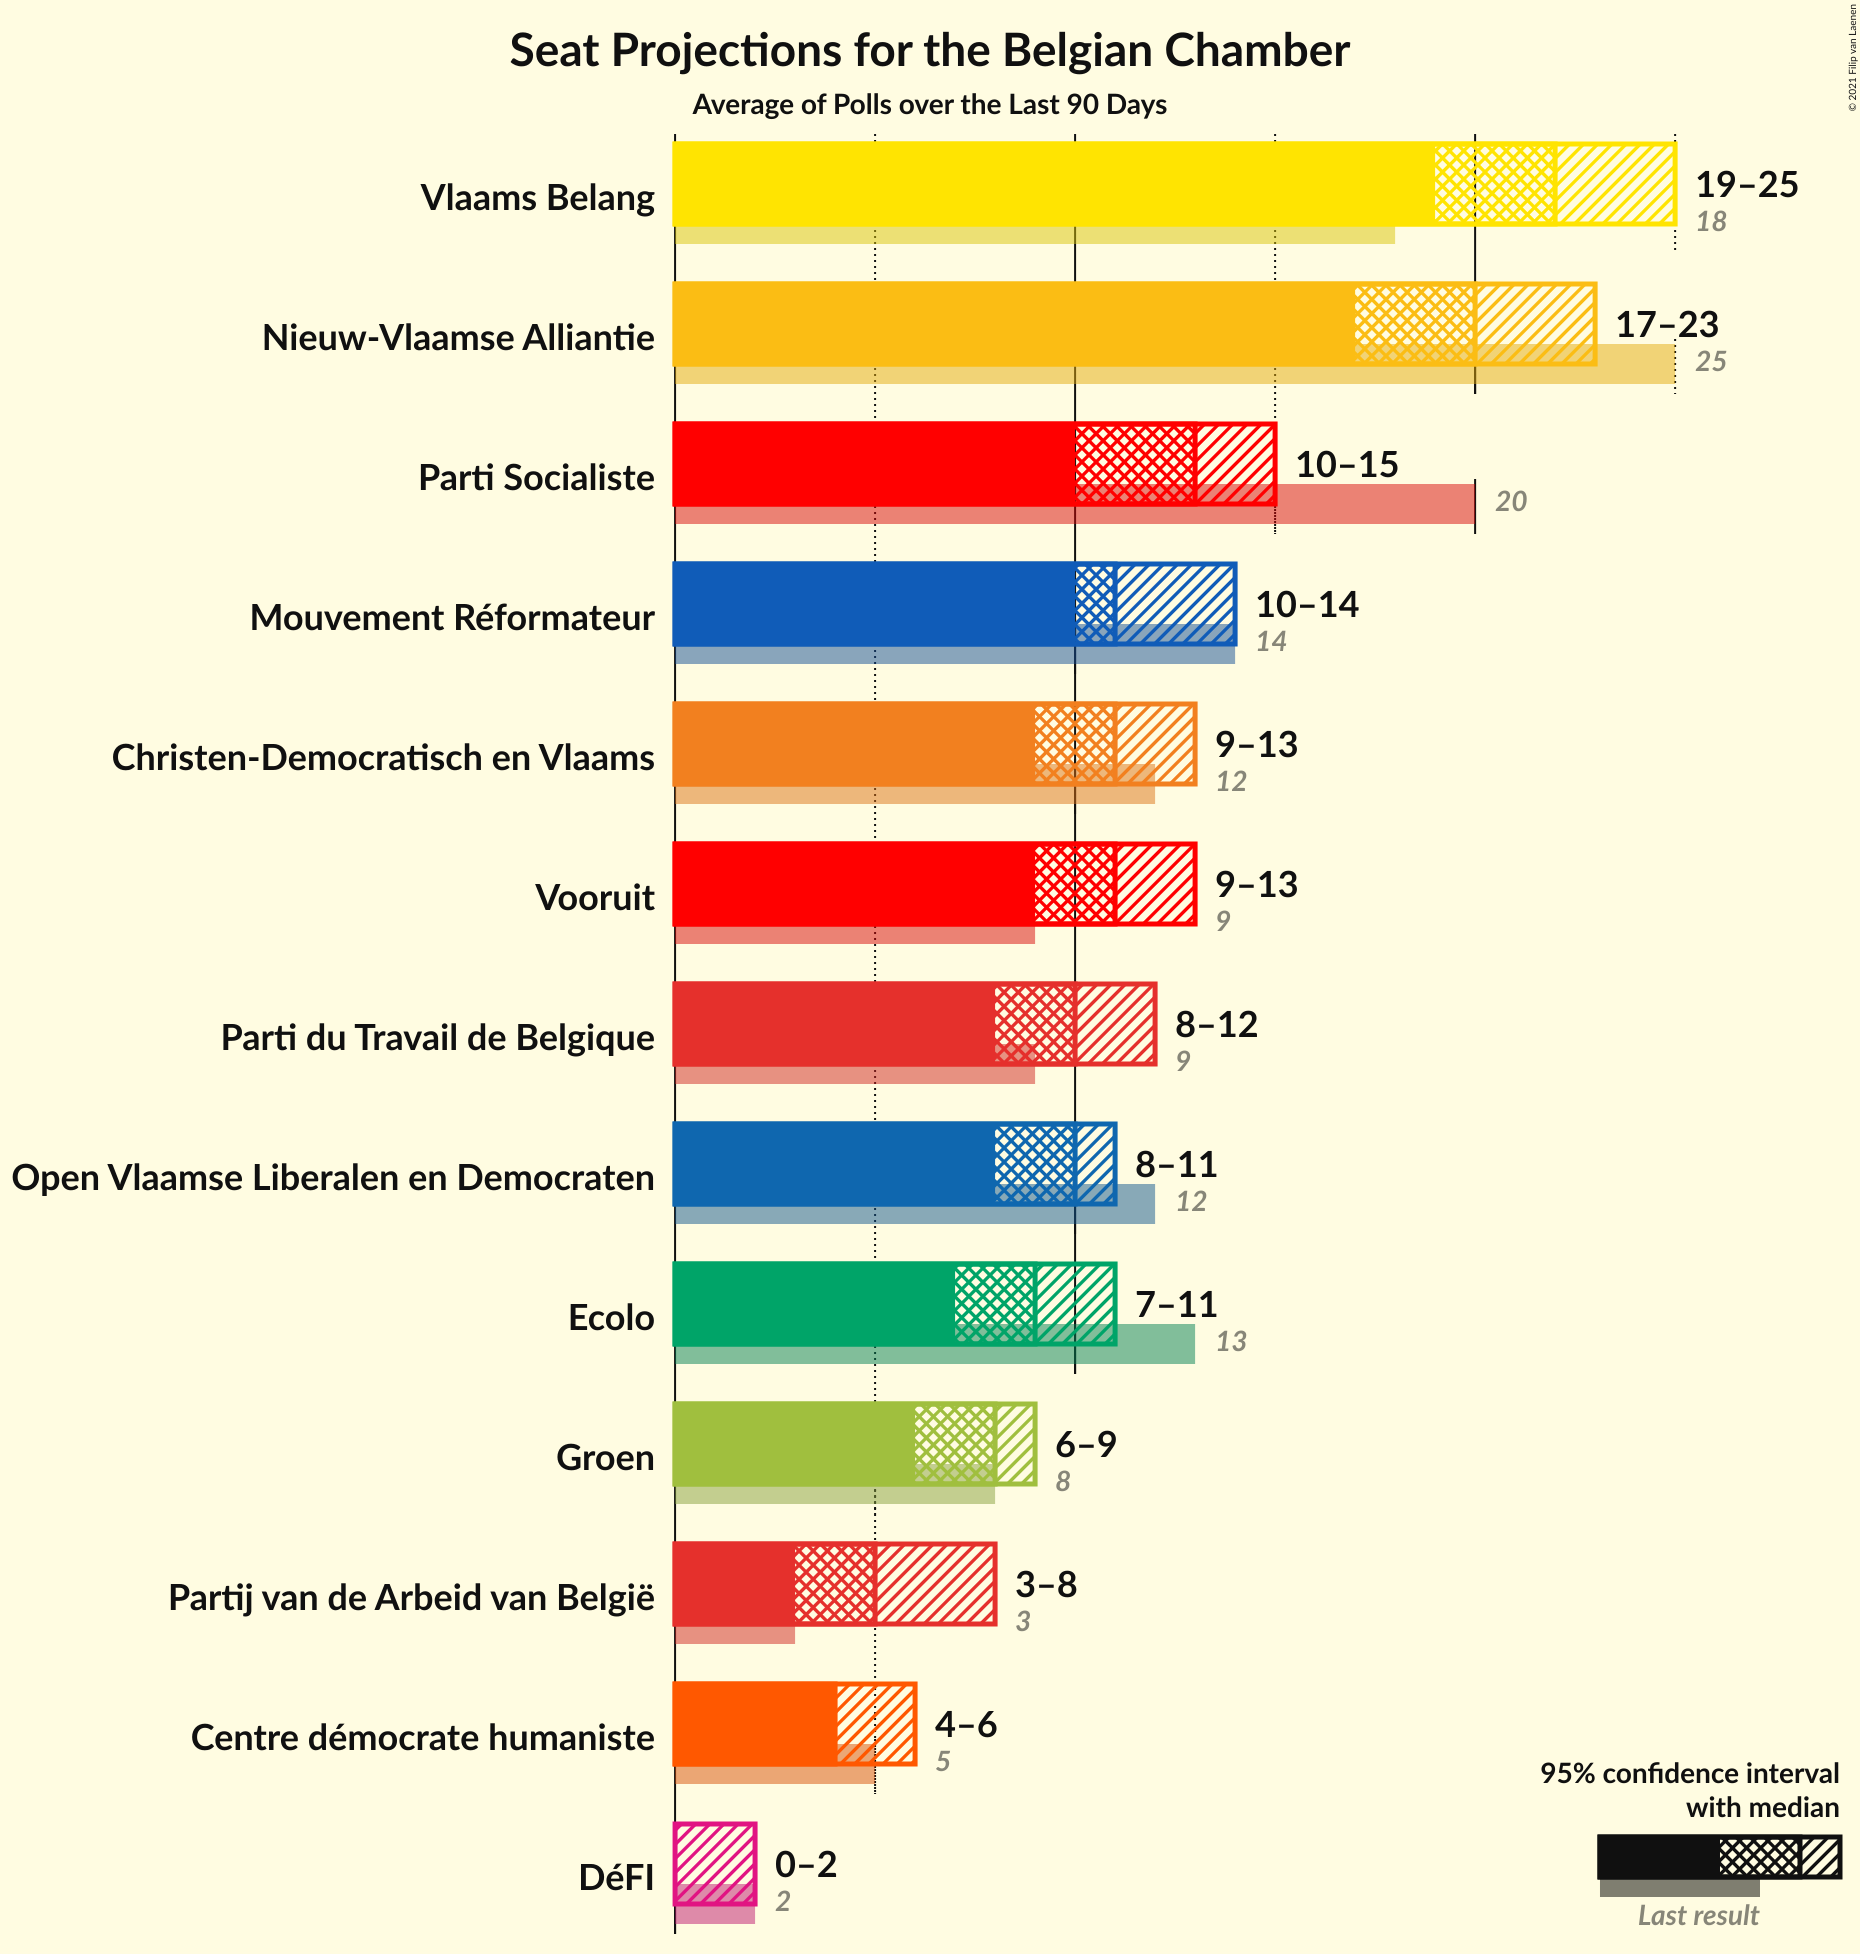 Seat Projections for the Belgian Chamber
Average of Polls over the Last 90 Days
© 2021 Filip van Laenen
Vlaams Belang
19–25
18
Nieuw-Vlaamse Alliantie
17–23
25
Parti Socialiste
10–15
20
Mouvement Réformateur
10–14
14
Christen-Democratisch en Vlaams
9–13
12
Vooruit
9–13
9
Parti du Travail de Belgique
8–12
9
Open Vlaamse Liberalen en Democraten
8–11
12
Ecolo
7–11
13
Groen
6–9
8
Partij van de Arbeid van België
3–8
3
Centre démocrate humaniste
4–6
5
DéFI
0–2
2
95% confidence interval
with median
Last result